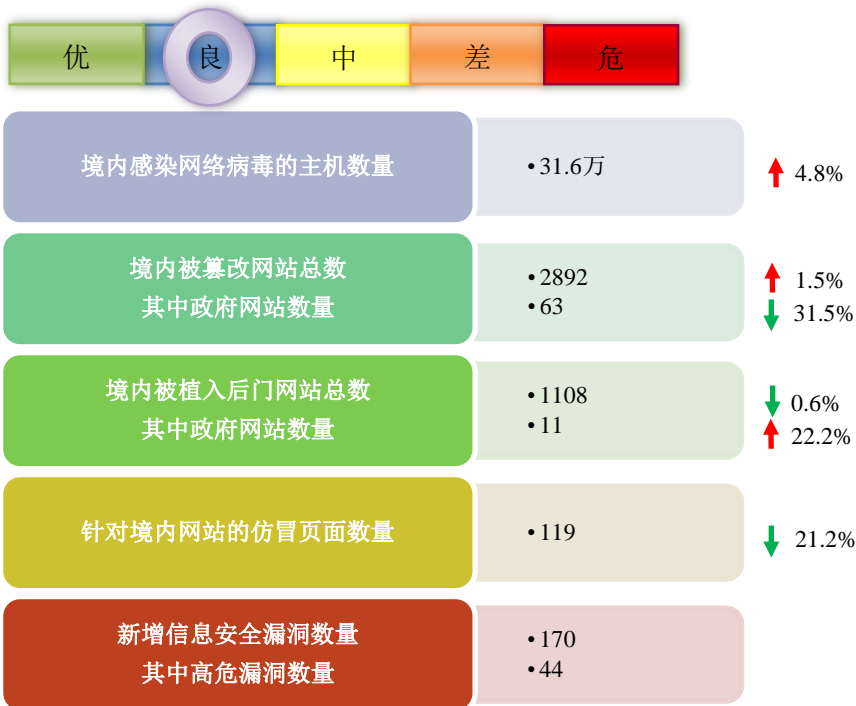 优 良 中 差 危
境内感染网络病毒的主机数量
•31.6万
4.8%
境内被篡改网站总数
其中政府网站数量
•2892
•63
1.5%
31.5%
境内被植入后门网站总数
其中政府网站数量
•1108
•11
0.6%
22.2%
针对境内网站的仿冒页面数量
•119
21.2%
新增信息安全漏洞数量
其中高危漏洞数量
•170
•44